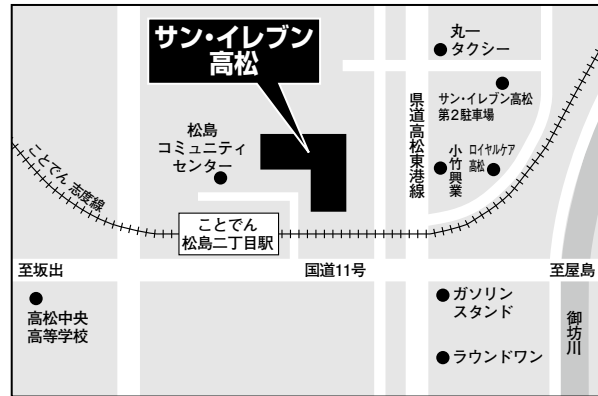 サン・イレブン
高松
丸一
タクシー
サン・イレブン高松
第2駐車場
県道高松東港線
小竹興業
ロイヤルケア
高松
松島
コミュニティ
センター
ことでん 志度線
ことでん
松島二丁目駅
至坂出
国道11号
至屋島
高松中央
高等学校
ガソリン
スタンド
ラウンドワン
御坊川